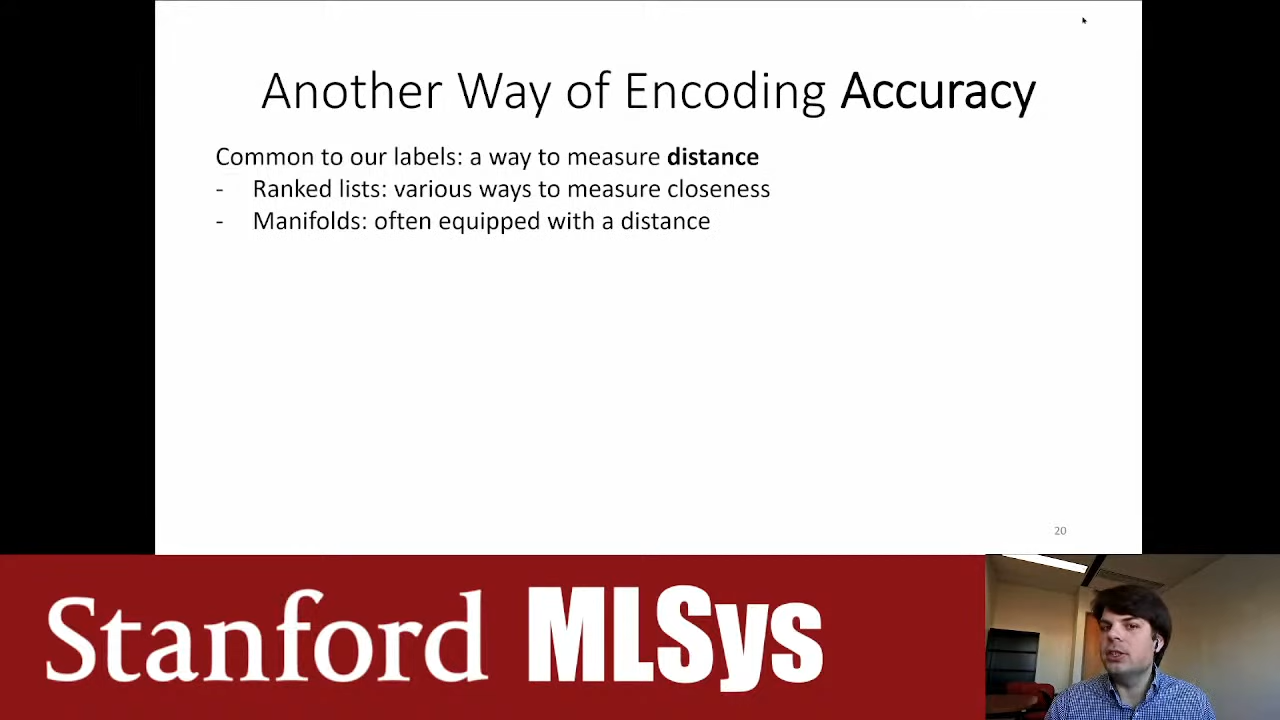 Another Way of Encoding Accuracy
Common to our labels: a way to measure distance
- Ranked lists: various ways to measure closeness
- Manifolds: often equipped with a distance
20
Stanford MLSys